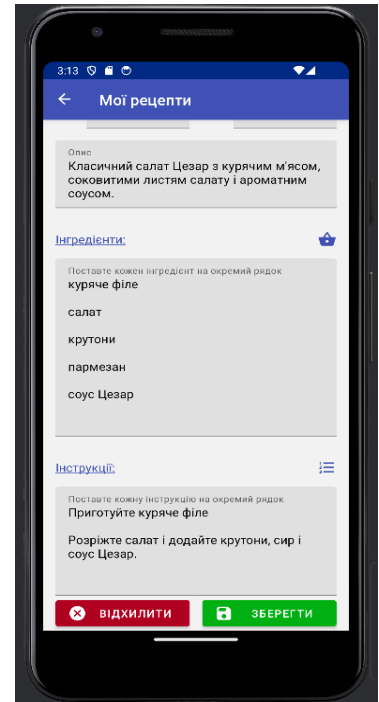 3:13
Мої рецепти
Опис
Класичний салат Цезар з курячим м'ясом,
соковитими листям салату і ароматним
соусом.
Інгредієнти:
Поставте кожен інгредієнт на окремий рядок
куряче філе
салат
крутони
пармезан
соус Цезар
Інструкції:
Поставте кожну інструкцію на окремий рядок
Приготуйте куряче філе
Розріжте салат і додайте крутони, сир і
соус Цезар.
ВІДХИЛИТИ
ЗБЕРЕГТИ